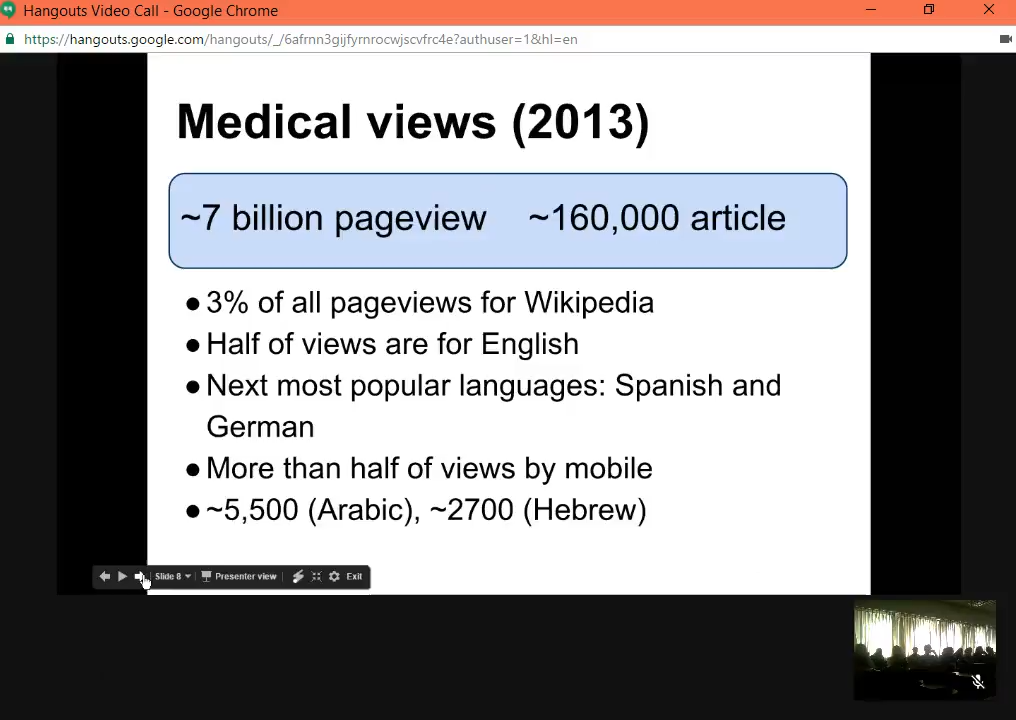 Hangouts Video Call - Google Chrome
https://hangouts.google.com/hangouts/_/6afrnn3gijfyrnrocwjscvfrc4e?authuser=1&hl=en
Medical views (2013)
~7 billion pageview ~160,000 article
● 3% of all pageviews for Wikipedia
● Half of views are for English
● Next most popular languages: Spanish and
German
● More than half of views by mobile
● ~5,500 (Arabic), ~2700 (Hebrew)
Slide 8 Presenter view Exit